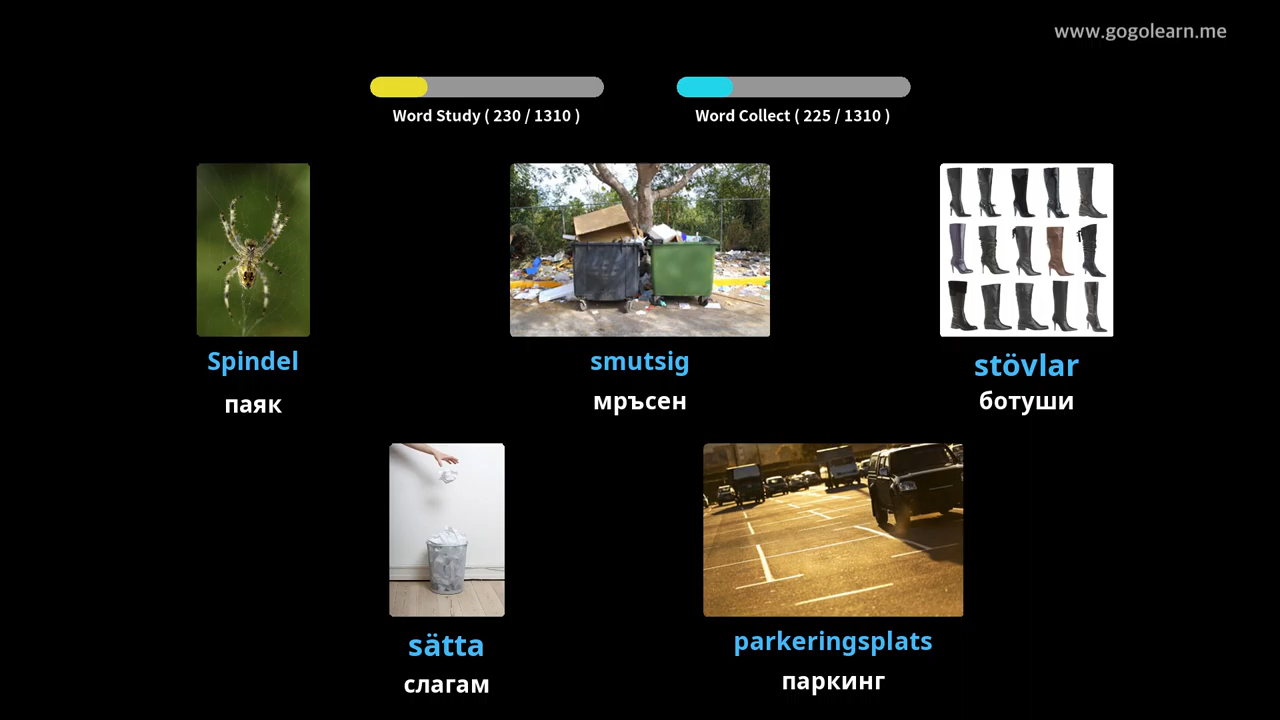 www.gogolearn.me
Word Study ( 230 / 1310 )
Word Collect ( 225 / 1310 )
Spindel
паяк
smutsig
мръсен
stövlar
ботуши
sätta
слагам
parkeringsplats
паркинг